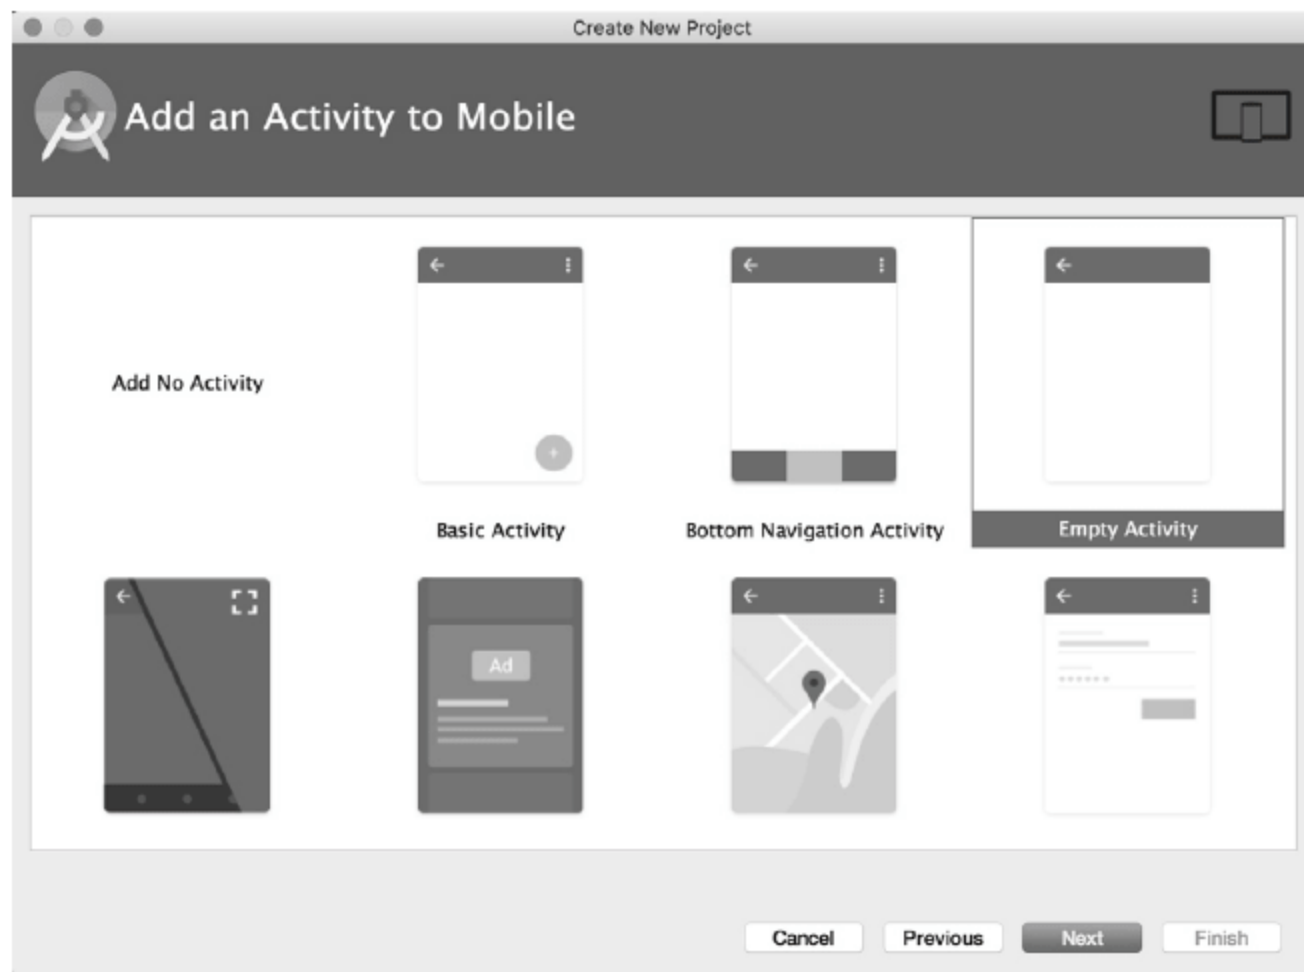 Create New Project
Add an Activity to Mobile
Add No Activity
Basic Activity
Bottom Navigation Activity
Empty Activity
Ad
Cancel
Previous
Next
Finish